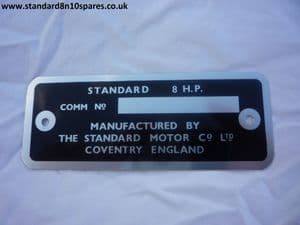 www.standard8n10spares.co.uk
STANDARD 8 H.P.
COMM Nº
MANUFACTURED BY
THE STANDARD MOTOR Cº LTD
COVENTRY ENGLAND